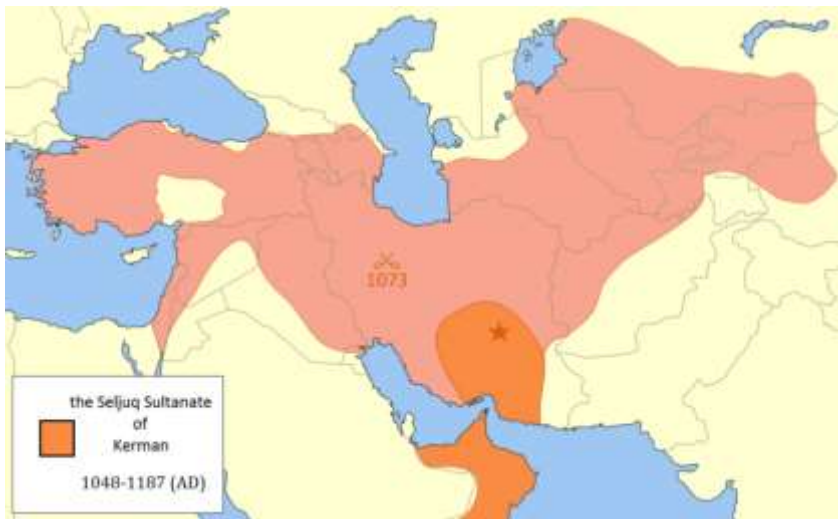 1073
the Seljuq Sultanate
of
Kerman
1048-1187 (AD)